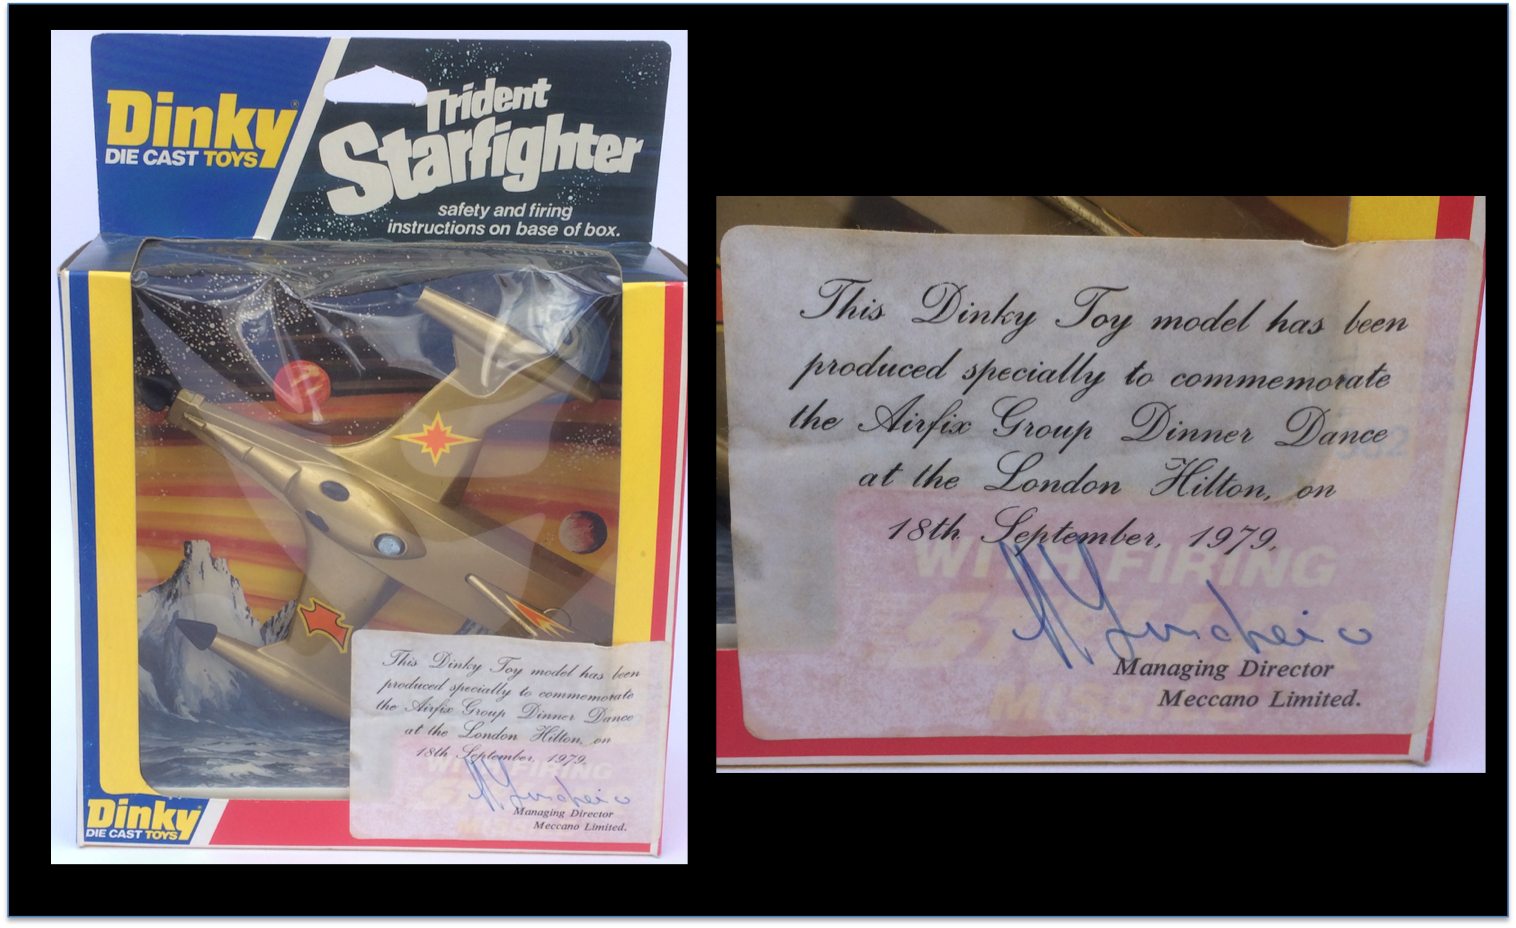 Dinky®
DIE CAST TOYS
Trident
Starfighter
safety and firing
instructions on base of box.
This Dinky Toy model has been
produced specially to commemorate
the Airfix Group Dinner Dance
at the London Hilton, on
18th September, 1979.
WITH FIRING
Managing Director
Meccano Limited.
Dinky®
DIE CAST TOYS
This Dinky Toy model has been
produced specially to commemorate
the Airfix Group Dinner Dance
at the London Hilton, on
18th September, 1979.
WITH FIRING
Managing Director
Meccano Limited.